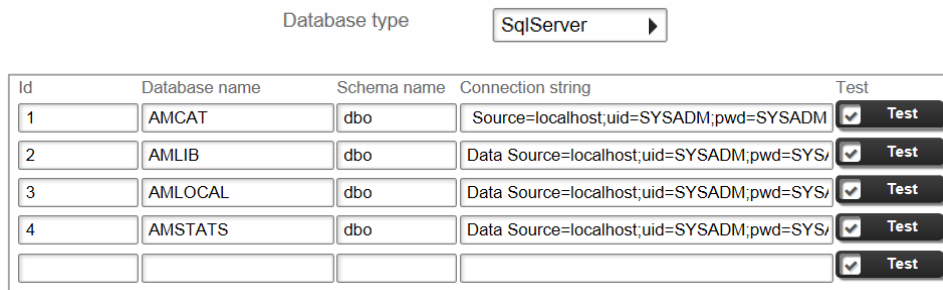 Database type SqlServer
Id Database name Schema name Connection string Test
1 AMCAT dbo Source=localhost;uid=SYSADM;pwd=SYSADM Test
2 AMLIB dbo Data Source=localhost;uid=SYSADM;pwd=SYS Test
3 AMLOCAL dbo Data Source=localhost;uid=SYSADM;pwd=SYS Test
4 AMSTATS dbo Data Source=localhost;uid=SYSADM;pwd=SYS Test
Test